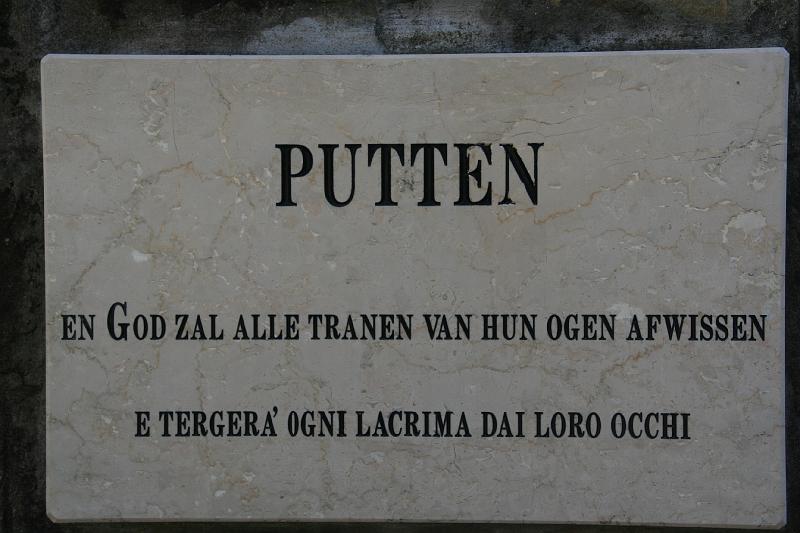 PUTTEN
EN GOD ZAL ALLE TRANEN VAN HUN OGEN AFWISSEN
E TERGERA' OGNI LACRIMA DAI LORO OCCHI